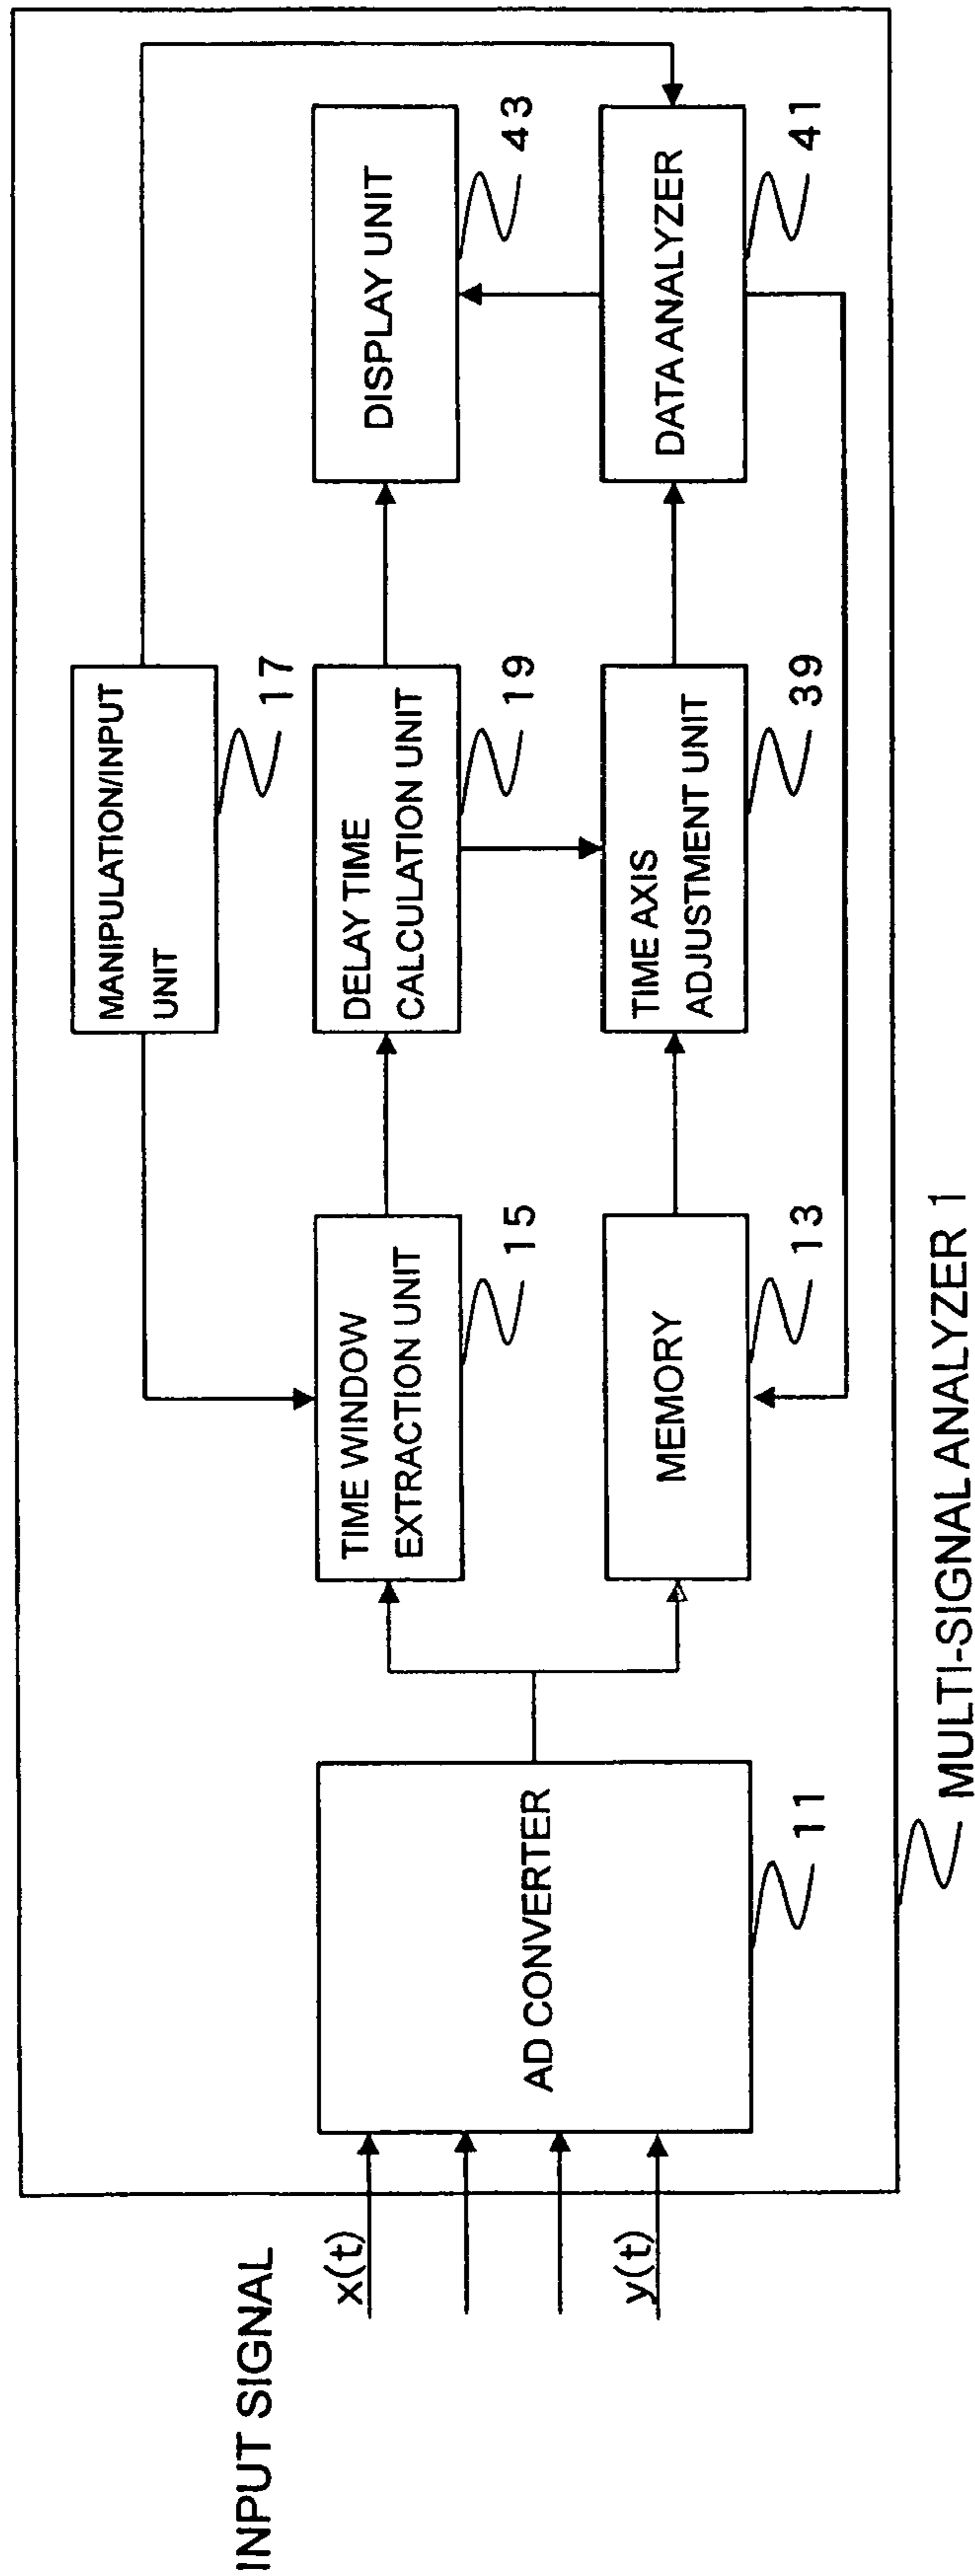 INPUT SIGNAL
x(t)
y(t)
AD CONVERTER
11
MANIPULATION/INPUT
UNIT
17
TIME WINDOW
EXTRACTION UNIT
15
DELAY TIME
CALCULATION UNIT
19
DISPLAY UNIT
43
MEMORY
13
TIME AXIS
ADJUSTMENT UNIT
39
DATA ANALYZER
41
MULTI-SIGNAL ANALYZER 1